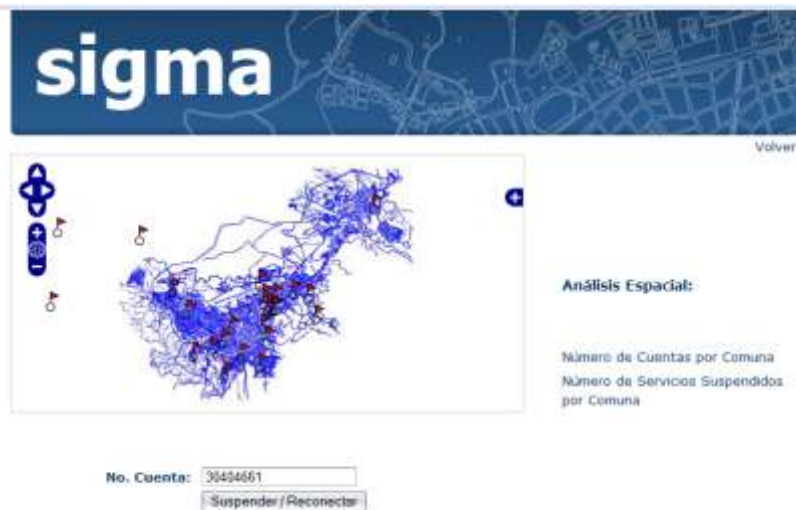 sigma
Volver
Análisis Espacial:
Número de Cuentas por Comuna
Número de Servicios Suspendidos
por Comuna
No. Cuenta: 30404661
Suspender / Reconectar